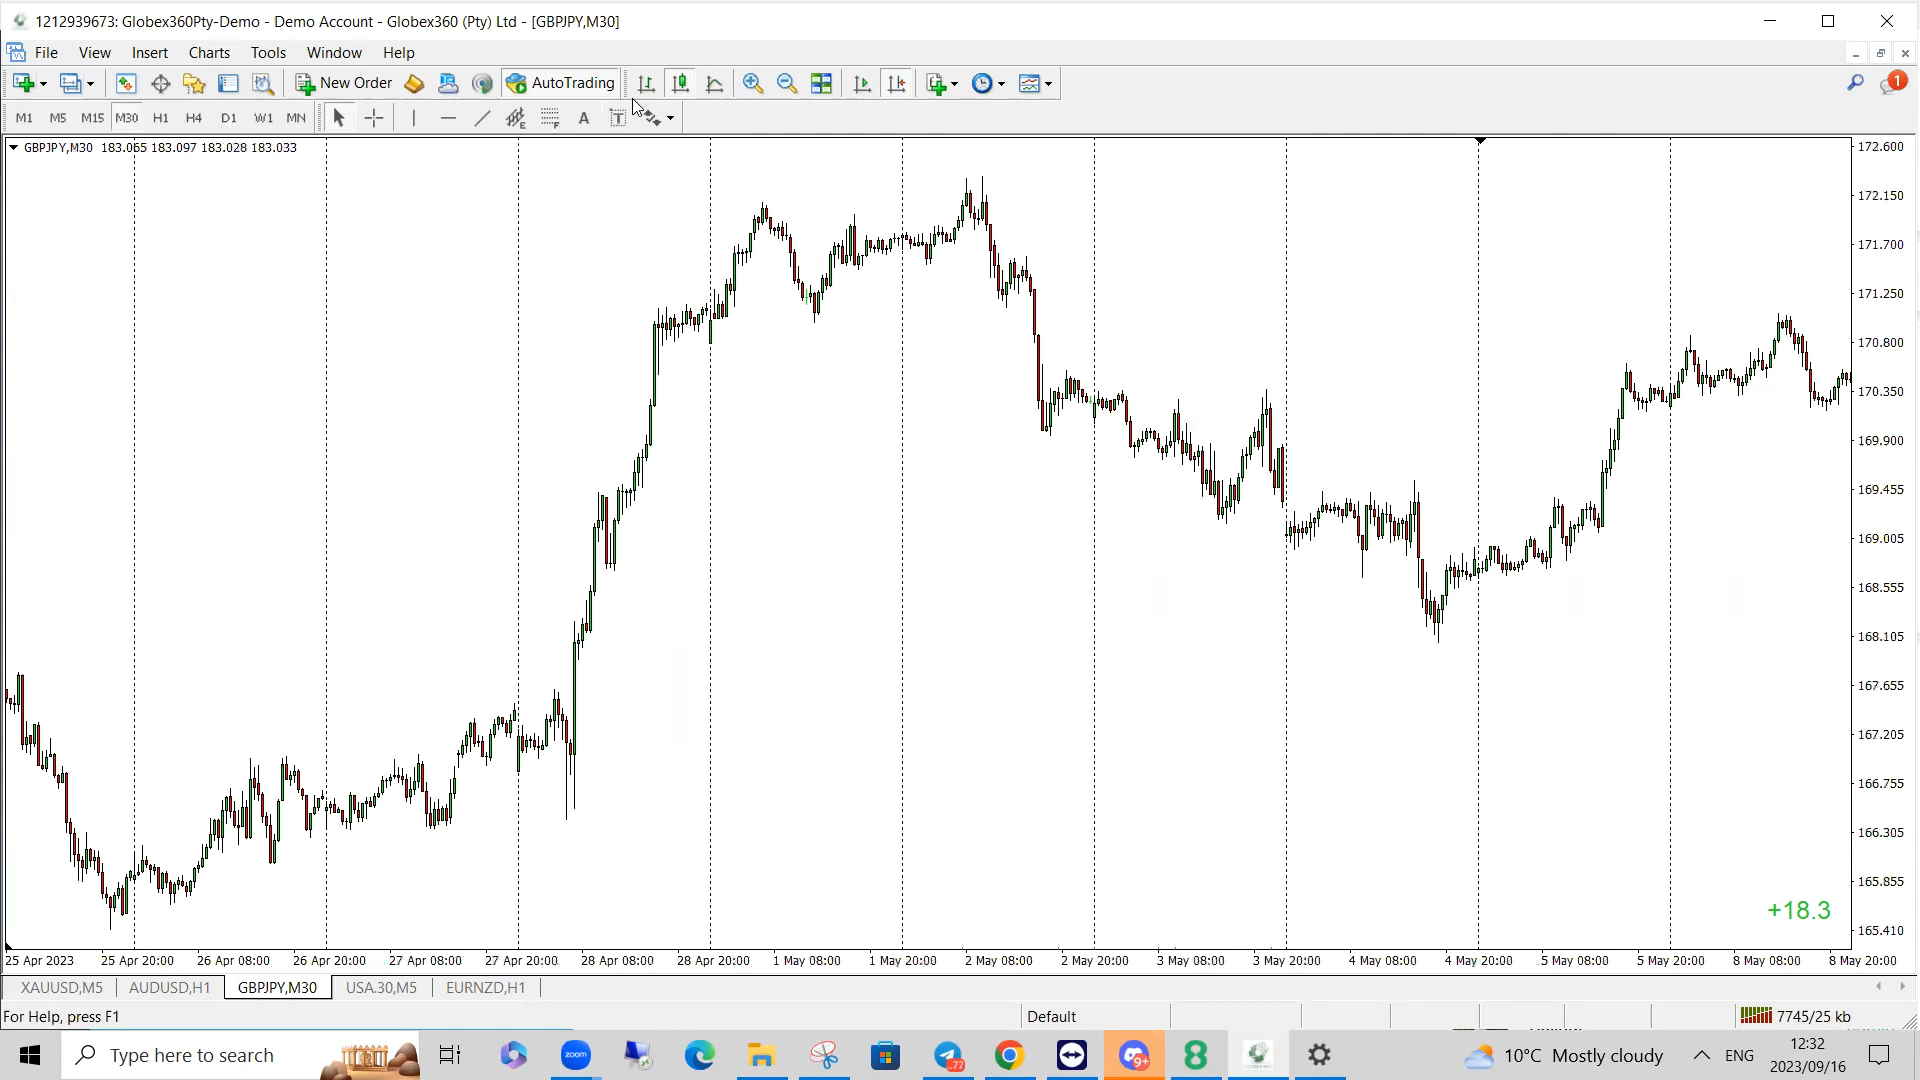 1212939673: Globex360Pty-Demo - Demo Account - Globex360 (Pty) Ltd - [GBPJPY,M30]
File View Insert Charts Tools Window Help
New Order AutoTrading 1
M1 M5 M15 M30 H1 H4 D1 W1 MN E F A T
GBPJPY,M30 183.065 183.097 183.028 183.033
172.600
172.150
171.700
171.250
170.800
170.350
169.900
169.455
169.005
168.555
168.105
167.655
167.205
166.755
166.305
165.855
+18.3
165.410
25 Apr 2023 25 Apr 20:00 26 Apr 08:00 26 Apr 20:00 27 Apr 08:00 27 Apr 20:00 28 Apr 08:00 28 Apr 20:00 1 May 08:00 1 May 20:00 2 May 08:00 2 May 20:00 3 May 08:00 3 May 20:00 4 May 08:00 4 May 20:00 5 May 08:00 5 May 20:00 8 May 08:00 8 May 20:00
XAUUSD,M5 AUDUSD,H1 GBPJPY,M30 USA.30,M5 EURNZD,H1
For Help, press F1 Default 7745/25 kb
Type here to search zoom 72 9+ 10°C Mostly cloudy ENG 12:32
2023/09/16